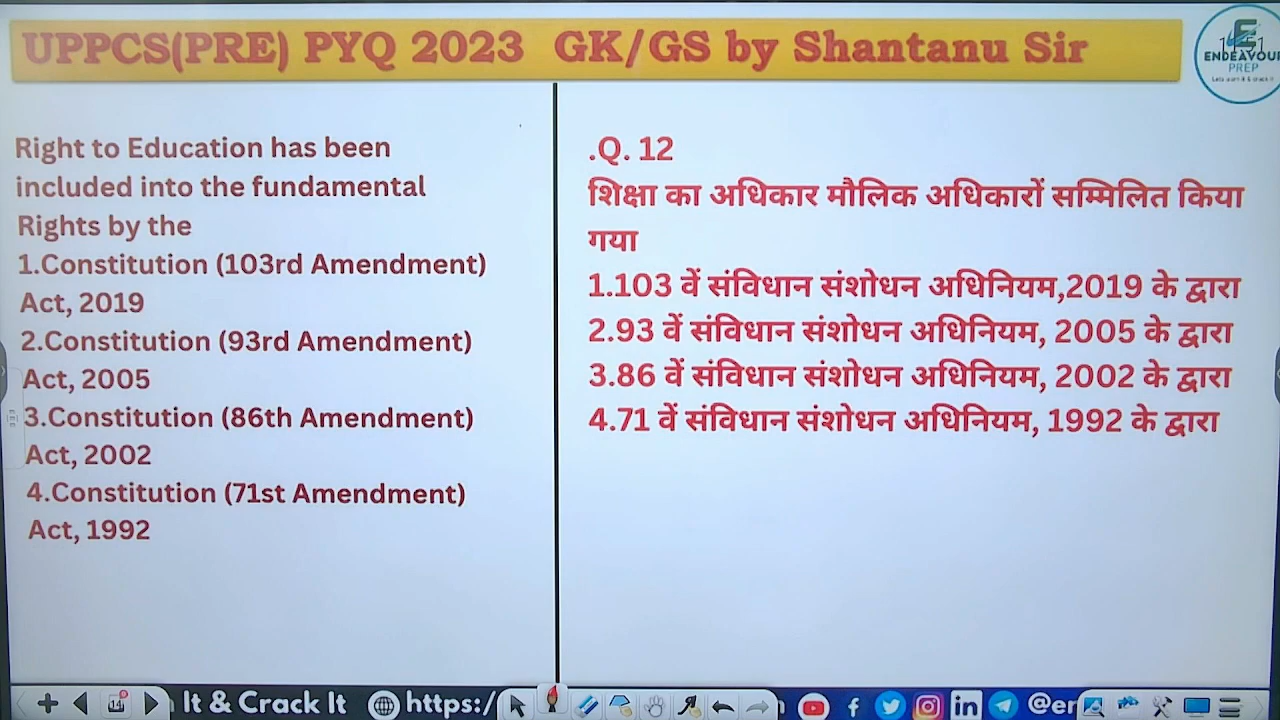 UPPCS(PRE) PYQ 2023 GK/GS by Shantanu Sir
ENDEAVOUR
PREP
Right to Education has been
included into the fundamental
Rights by the
1.Constitution (103rd Amendment)
Act, 2019
2.Constitution (93rd Amendment)
Act, 2005
3.Constitution (86th Amendment)
Act, 2002
4.Constitution (71st Amendment)
Act, 1992
.Q. 12
शिक्षा का अधिकार मौलिक अधिकारों सम्मिलित किया
गया
1.103 वें संविधान संशोधन अधिनियम,2019 के द्वारा
2.93 वें संविधान संशोधन अधिनियम, 2005 के द्वारा
3.86 वें संविधान संशोधन अधिनियम, 2002 के द्वारा
4.71 वें संविधान संशोधन अधिनियम, 1992 के द्वारा
14 It & Crack It https:/ @er